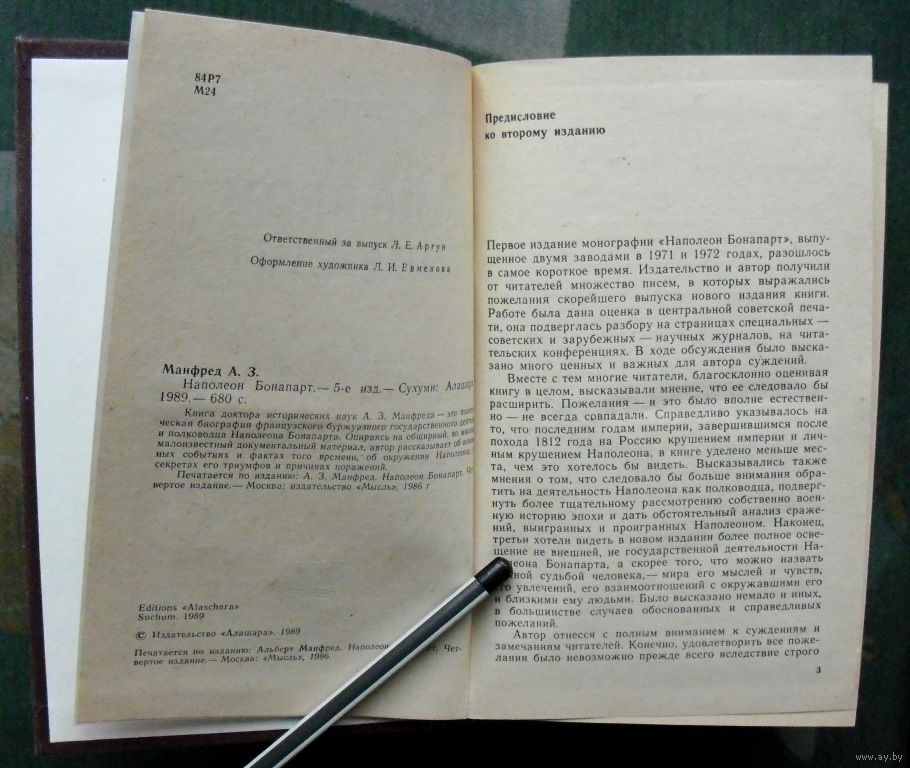 84Р7
М24
Ответственный за выпуск Л. Е. Аргун
Оформление художника Л. И. Евменова
Манфред А. З.
Наполеон Бонапарт.— 5-е изд.— Сухуми: Алашара,
1989.— 680 с.
Книга доктора исторических наук А. З. Манфреда — это
ческая биография французского буржуазного государственного
и полководца Наполеона Бонапарта. Опираясь на обширный, во
малоизвестный документальный материал, автор рассказывает об
ных событиях и фактах того времени, об окружении Наполеона,
секретах его триумфов и причинах поражений.
Печатается по изданию: А. З. Манфред. Наполеон Бонапарт. Чет-
вертое издание.— Москва: издательство «Мысль», 1986 г
Editions «Alaschara»
Suchum. 1989
© Издательство «Алашара». 1989
Печатается по изданию: Альберт Манфред. Наполеон Чет-
вертое издание.— Москва: «Мысль», 1986.
Предисловие
ко второму изданию
Первое издание монографии «Наполеон Бонапарт», выпу-
щенное двумя заводами в 1971 и 1972 годах, разошлось
в самое короткое время. Издательство и автор получили
от читателей множество писем, в которых выражались
пожелания скорейшего выпуска нового издания книги.
Работе была дана оценка в центральной советской печа-
ти, она подверглась разбору на страницах специальных —
советских и зарубежных — научных журналов, на чита-
тельских конференциях. В ходе обсуждения было выска-
зано много ценных и важных для автора суждений.
Вместе с тем многие читатели, благосклонно оценивая
книгу в целом, высказывали мнение, что ее следовало бы
расширить. Пожелания — и это было вполне естествен-
но — не всегда совпадали. Справедливо указывалось на
то, что последним годам империи, завершившимся после
похода 1812 года на Россию крушением империи и лич-
ным крушением Наполеона, в книге уделено меньше мес-
та, чем это хотелось бы видеть. Высказывались также
мнения о том, что следовало бы больше внимания обра-
тить на деятельность Наполеона как полководца, подверг-
нуть более тщательному рассмотрению собственно воен-
ную историю эпохи и дать обстоятельный анализ сраже-
ний, выигранных и проигранных Наполеоном. Наконец,
третьи хотели видеть в новом издании более полное осве-
щение не внешней, не государственной деятельности На-
полеона Бонапарта, а скорее того, что можно назвать
судьбой человека,— мира его мыслей и чувств,
его увлечений, его взаимоотношений с окружавшими его
и близкими ему людьми. Было высказано немало и иных,
в большинстве случаев обоснованных и справедливых
пожеланий.
Автор отнесся с полным вниманием к суждениям и
замечаниям читателей. Конечно, удовлетворить все поже-
лания было невозможно прежде всего вследствие строго
3
www.ay.by